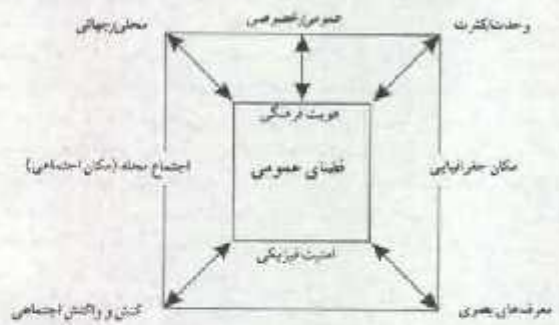 عمومی/خصوصی
وحدت/کثرت
محلی/جهانی
هویت فرهنگی
مکان جغرافیایی
فضای عمومی
اجتماع محله (مکان اجتماعی)
امنیت فیزیکی
معرف‌های بصری
کنش و واکنش اجتماعی